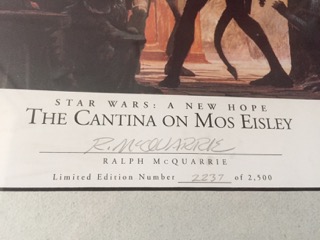 STAR WARS: A NEW HOPE
THE CANTINA ON MOS EISLEY
R. McQUARRIE
RALPH MCQUARRIE
Limited Edition Number 2237 of 2,500